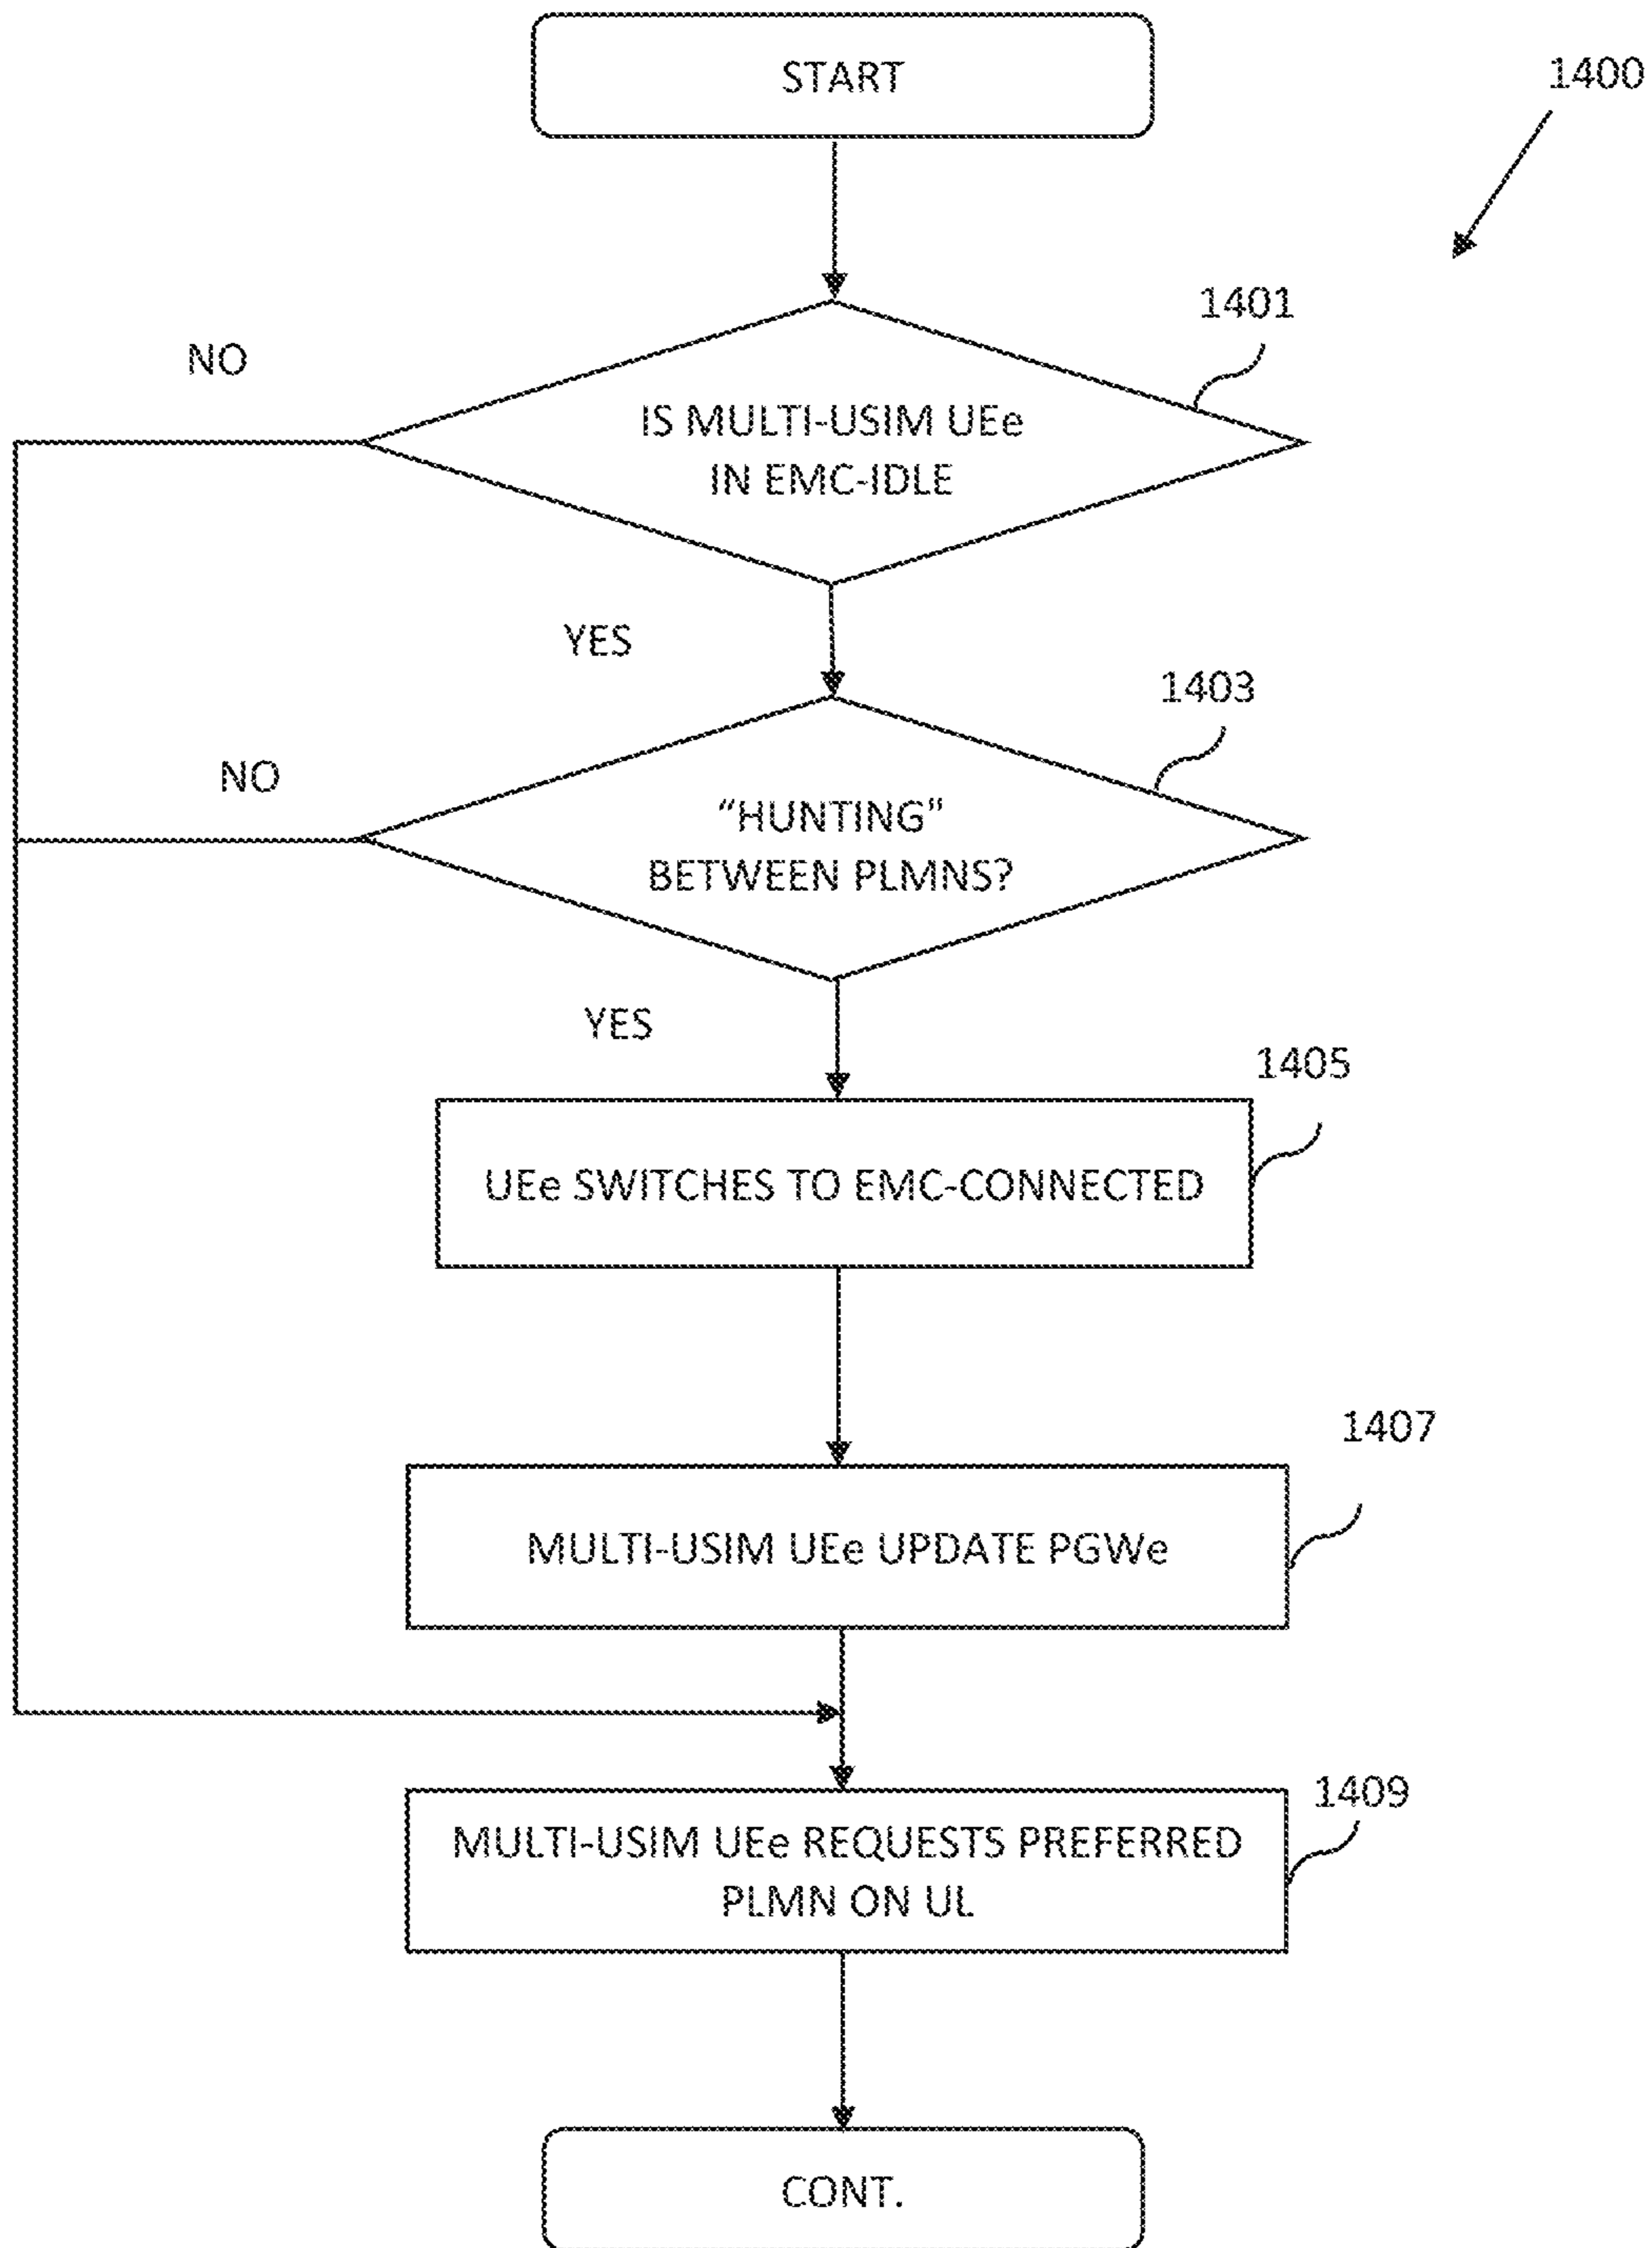 START
1400
1401
NO
IS MULTI-USIM UEe
IN EMC-IDLE
YES
1403
NO
“HUNTING”
BETWEEN PLMNS?
YES
1405
UEe SWITCHES TO EMC-CONNECTED
1407
MULTI-USIM UEe UPDATE PGWe
1409
MULTI-USIM UEe REQUESTS PREFERRED
PLMN ON UL
CONT.